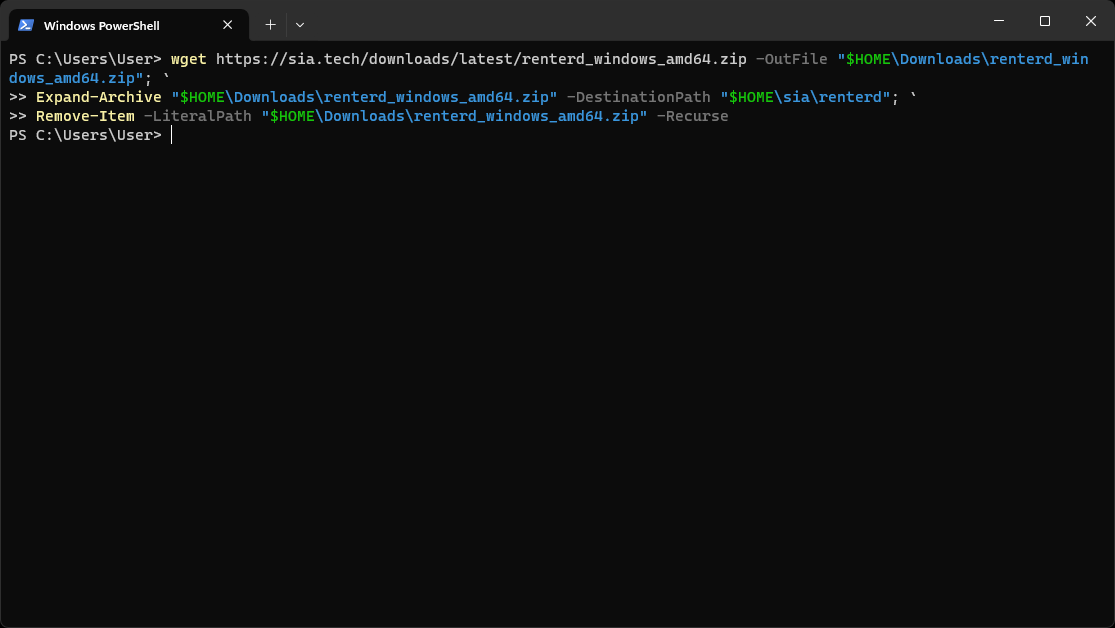 Windows PowerShell
PS C:\Users\User> wget https://sia.tech/downloads/latest/renterd_windows_amd64.zip -OutFile "$HOME\Downloads\renterd_win
dows_amd64.zip"; `
>> Expand-Archive "$HOME\Downloads\renterd_windows_amd64.zip" -DestinationPath "$HOME\sia\renterd"; `
>> Remove-Item -LiteralPath "$HOME\Downloads\renterd_windows_amd64.zip" -Recurse
PS C:\Users\User>